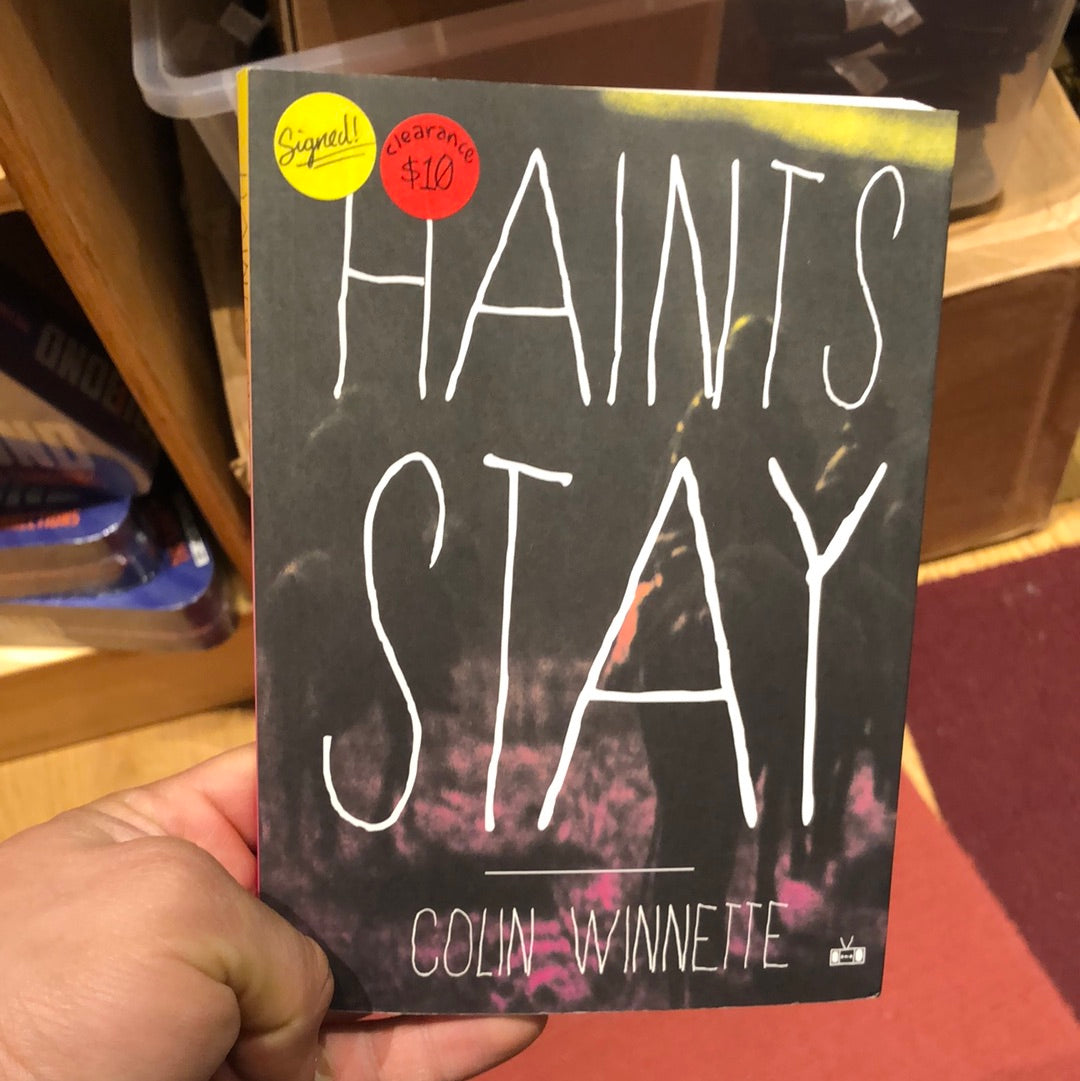 Signed!
clearance
$10
HAINTS
STAY
COLIN WINNETTE